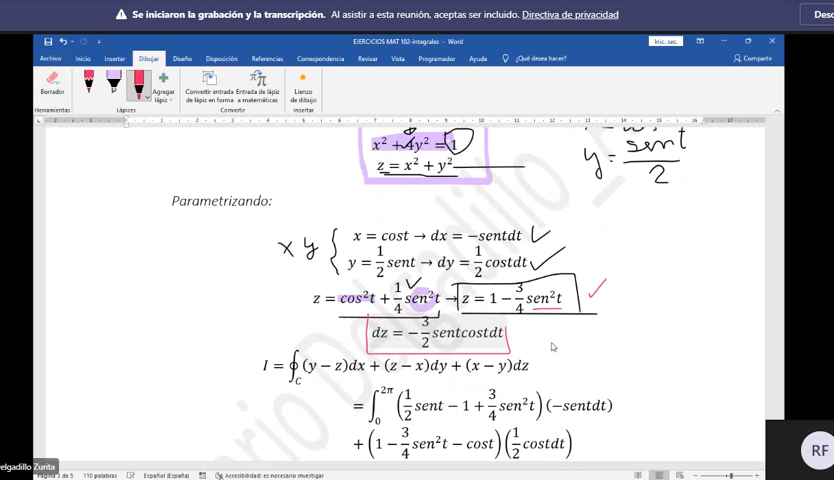 Se iniciaron la grabación y la transcripción. Al asistir a esta reunión, aceptas ser incluido. Directiva de privacidad
EJERCICIOS MAT 102-integrales - Word
Inic. ses.
Archivo Inicio Insertar Dibujar Diseño Disposición Referencias Correspondencia Revisar Vista Programador Ayuda ¿Qué desea hacer? Compartir
Borrador
Agregar lápiz
Convertir entrada de lápiz en forma
Entrada de lápiz a matemáticas
Lienzo de dibujo
Herramientas Lápices Convertir Insertar
x² + 4y² = 1
z = x² + y²
y = sent/2
Parametrizando:
x y { x = cost → dx = −sentdt
y = 1/2 sent → dy = 1/2 costdt
z = cos²t + 1/4 sen²t → z = 1 − 3/4 sen²t
dz = −3/2 sentcostdt
I = ∮C (y − z)dx + (z − x)dy + (x − y)dz
= ∫₀^2π (1/2 sent − 1 + 3/4 sen²t)(−sentdt)
+ (1 − 3/4 sen²t − cost)(1/2 costdt)
elgadillo Zurita
RF
Página 5 de 5 110 palabras Español (España) Accesibilidad: es necesario investigar